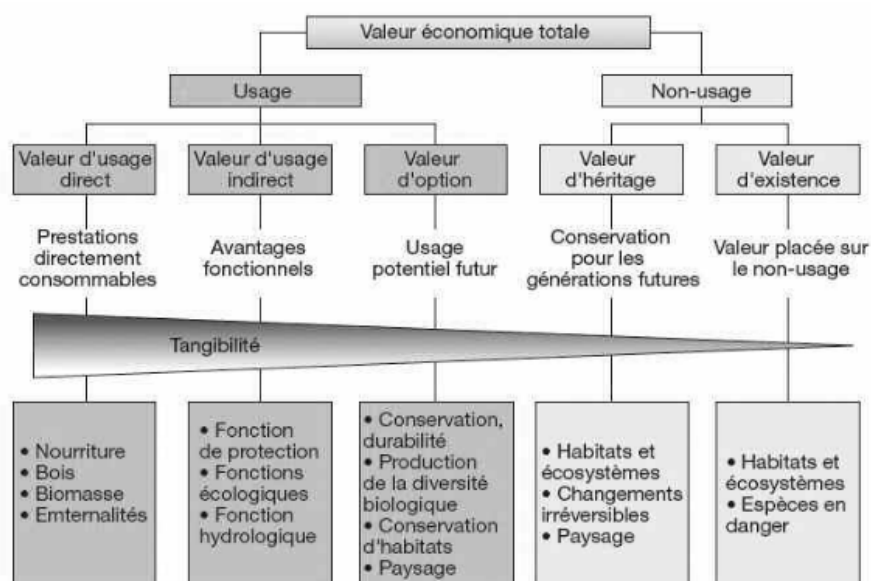 Valeur économique totale
Usage
Non-usage
Valeur d'usage
direct
Valeur d'usage
indirect
Valeur
d'option
Valeur
d'héritage
Valeur
d'existence
Prestations
directement
consommables
Avantages
fonctionnels
Usage
potentiel futur
Conservation
pour les
générations futures
Valeur placée sur
le non-usage
Tangibilité
• Nourriture
• Bois
• Biomasse
• Emternalités
• Fonction
de protection
• Fonctions
écologiques
• Fonction
hydrologique
• Conservation,
durabilité
• Production
de la diversité
biologique
• Conservation
d'habitats
• Paysage
• Habitats et
écosystèmes
• Changements
irréversibles
• Paysage
• Habitats et
écosystèmes
• Espèces en
danger